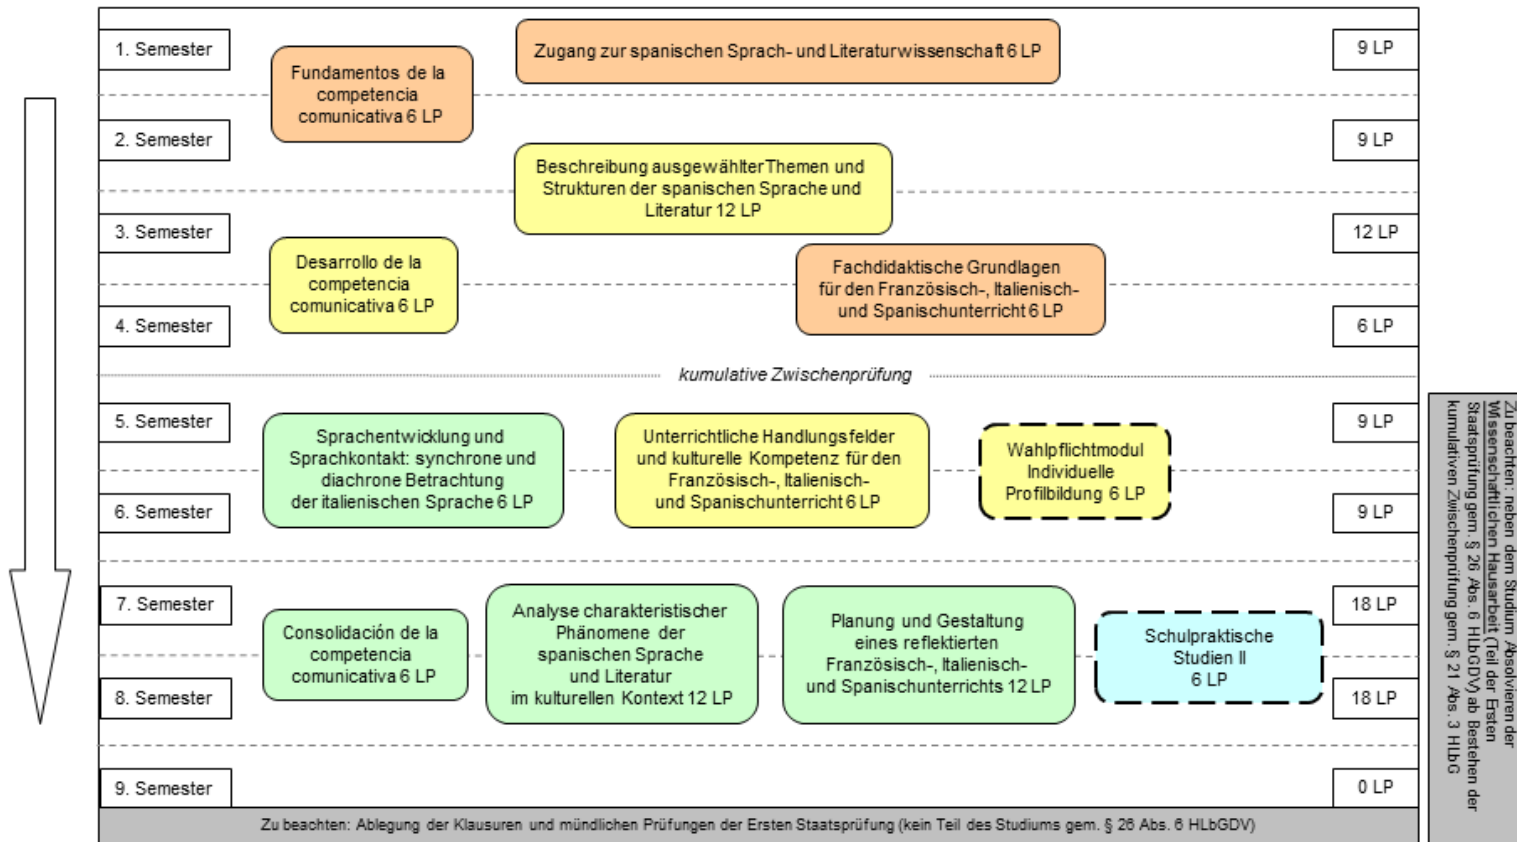 1. Semester
Zugang zur spanischen Sprach- und Literaturwissenschaft 6 LP
9 LP
Fundamentos de la
competencia
comunicativa 6 LP
2. Semester
9 LP
Beschreibung ausgewählter Themen und
Strukturen der spanischen Sprache und
Literatur 12 LP
3. Semester
12 LP
Desarrollo de la
competencia
comunicativa 6 LP
Fachdidaktische Grundlagen
für den Französisch-, Italienisch-
und Spanischunterricht 6 LP
4. Semester
6 LP
kumulative Zwischenprüfung
5. Semester
9 LP
Sprachentwicklung und
Sprachkontakt: synchrone und
diachrone Betrachtung
der italienischen Sprache 6 LP
Unterrichtliche Handlungsfelder
und kulturelle Kompetenz für den
Französisch-, Italienisch-
und Spanischunterricht 6 LP
Wahlpflichtmodul
Individuelle
Profilbildung 6 LP
6. Semester
9 LP
7. Semester
18 LP
Consolidación de la
competencia
comunicativa 6 LP
Analyse charakteristischer
Phänomene der
spanischen Sprache
und Literatur
im kulturellen Kontext 12 LP
Planung und Gestaltung
eines reflektierten
Französisch-, Italienisch-
und Spanischunterrichts 12 LP
Schulpraktische
Studien II
6 LP
8. Semester
18 LP
9. Semester
0 LP
Zu beachten: Ablegung der Klausuren und mündlichen Prüfungen der Ersten Staatsprüfung (kein Teil des Studiums gem. § 26 Abs. 6 HLbGDV)
Zu beachten: neben dem Studium Absolvieren der
Wissenschaftlichen Hausarbeit (Teil der Ersten
Staatsprüfung gem. § 26 Abs. 6 HLbGDV) ab Bestehen der
kumulativen Zwischenprüfung gem. § 21 Abs. 3 HLbG